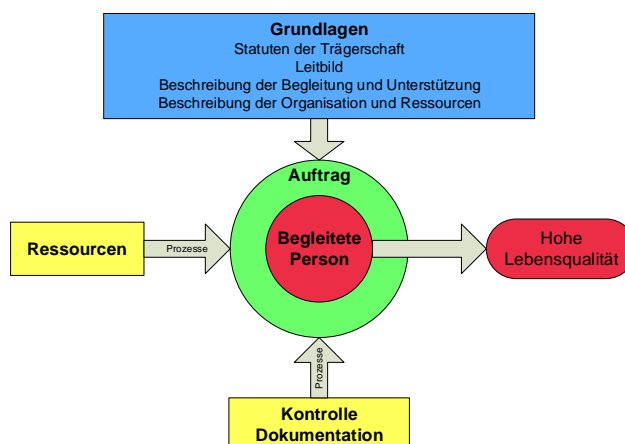 Grundlagen
Statuten der Trägerschaft
Leitbild
Beschreibung der Begleitung und Unterstützung
Beschreibung der Organisation und Ressourcen
Auftrag
Ressourcen
Prozesse
Begleitete
Person
Hohe
Lebensqualität
Prozesse
Kontrolle
Dokumentation